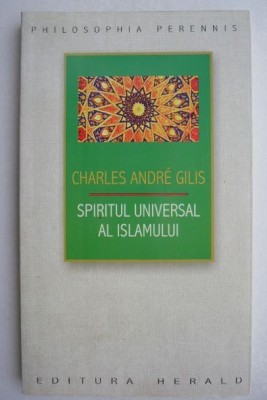 PHILOSOPHIA PERENNIS
CHARLES ANDRÉ GILIS
SPIRITUL UNIVERSAL
AL ISLAMULUI
EDITURA HERALD